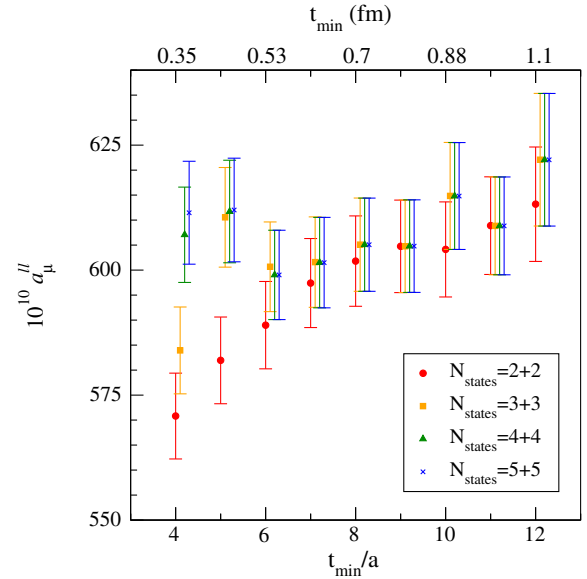 t_min (fm)
0.35 0.53 0.7 0.88 1.1
10^10 a_μ^ll
625
600
575
550
N_states=2+2
N_states=3+3
N_states=4+4
N_states=5+5
4 6 8 10 12
t_min/a